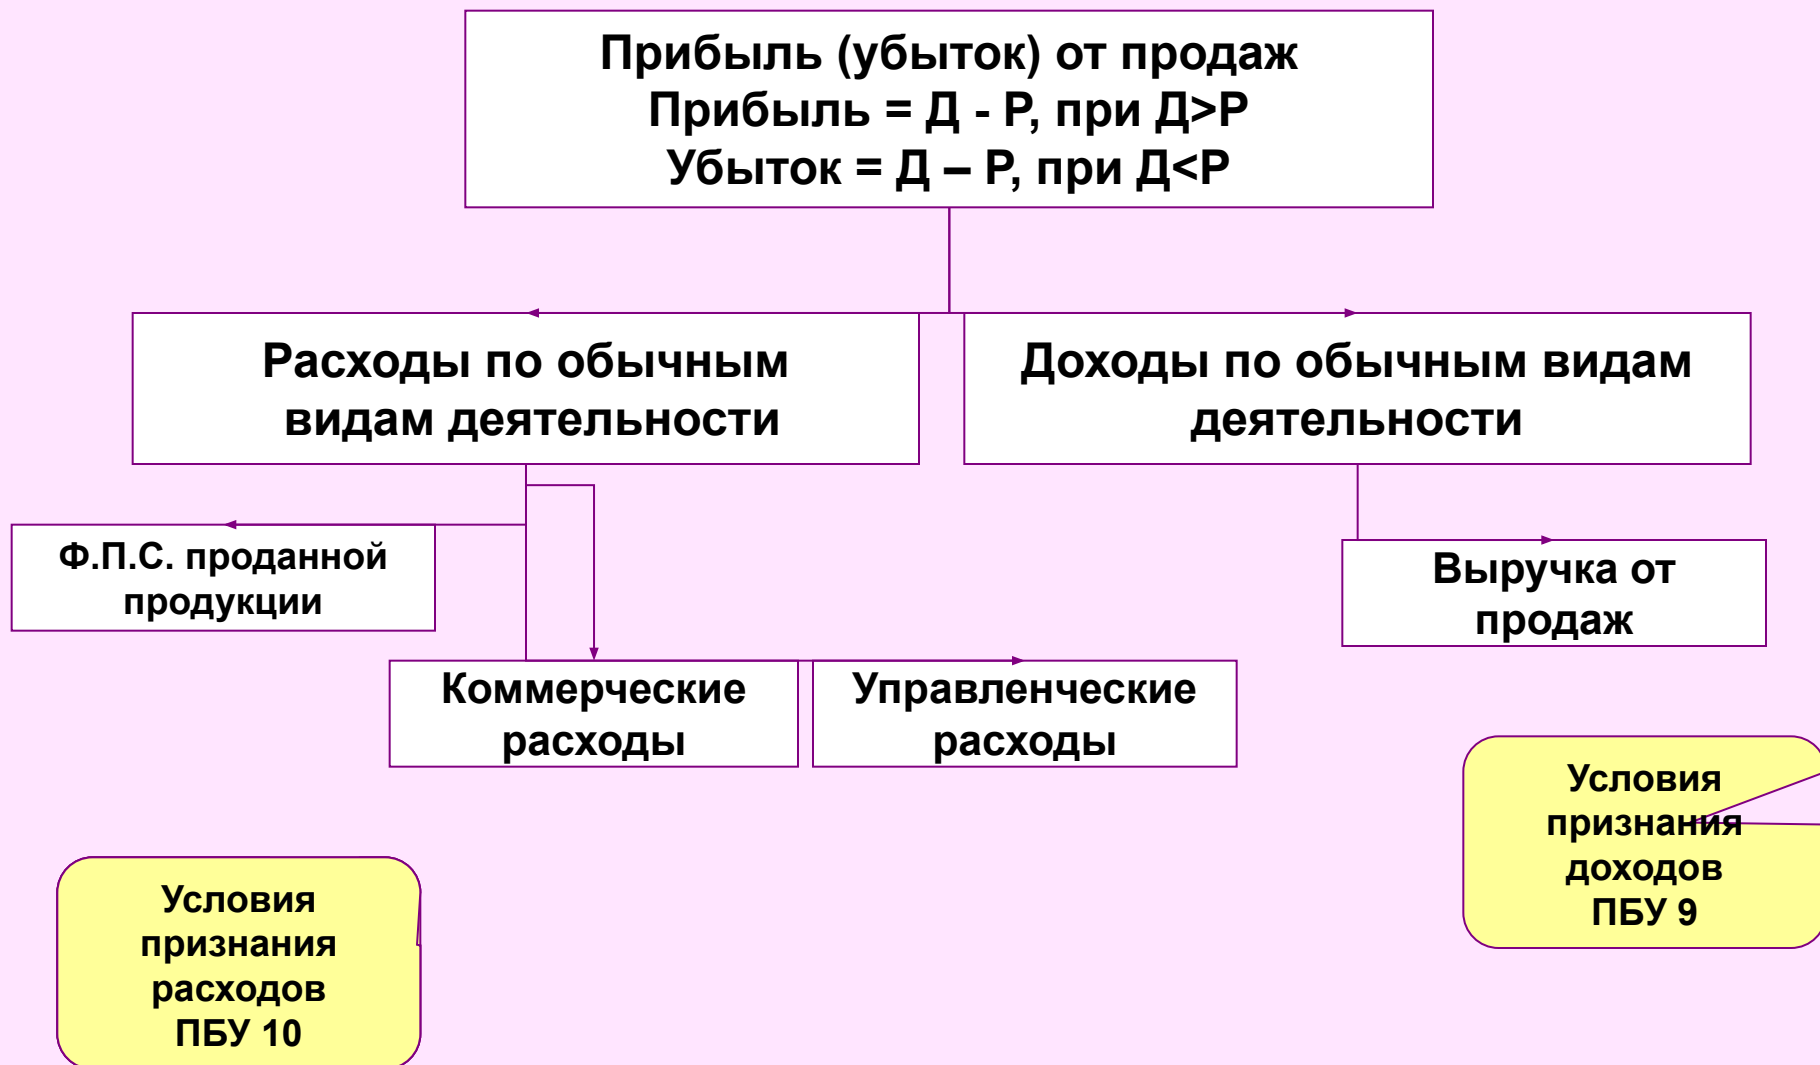 Прибыль (убыток) от продаж
Прибыль = Д - Р, при Д>Р
Убыток = Д – Р, при Д<Р
Расходы по обычным
видам деятельности
Доходы по обычным видам
деятельности
Ф.П.С. проданной
продукции
Выручка от
продаж
Коммерческие
расходы
Управленческие
расходы
Условия
признания
доходов
ПБУ 9
Условия
признания
расходов
ПБУ 10